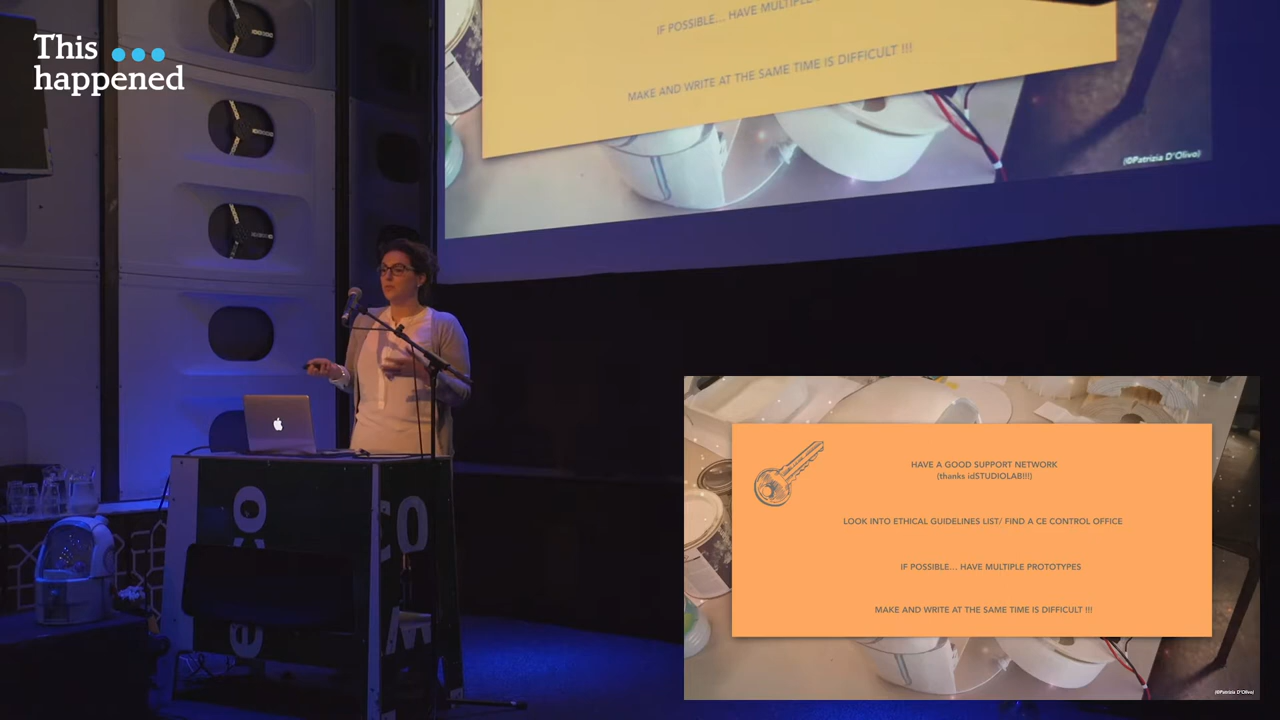 This
happened
IF POSSIBLE... HAVE MULTIPLE
MAKE AND WRITE AT THE SAME TIME IS DIFFICULT !!!
(©Patrizia D'Olivo)
HAVE A GOOD SUPPORT NETWORK
(thanks idSTUDIOLAB!!!)
LOOK INTO ETHICAL GUIDELINES LIST/ FIND A CE CONTROL OFFICE
IF POSSIBLE... HAVE MULTIPLE PROTOTYPES
MAKE AND WRITE AT THE SAME TIME IS DIFFICULT !!!
(©Patrizia D'Olivo)